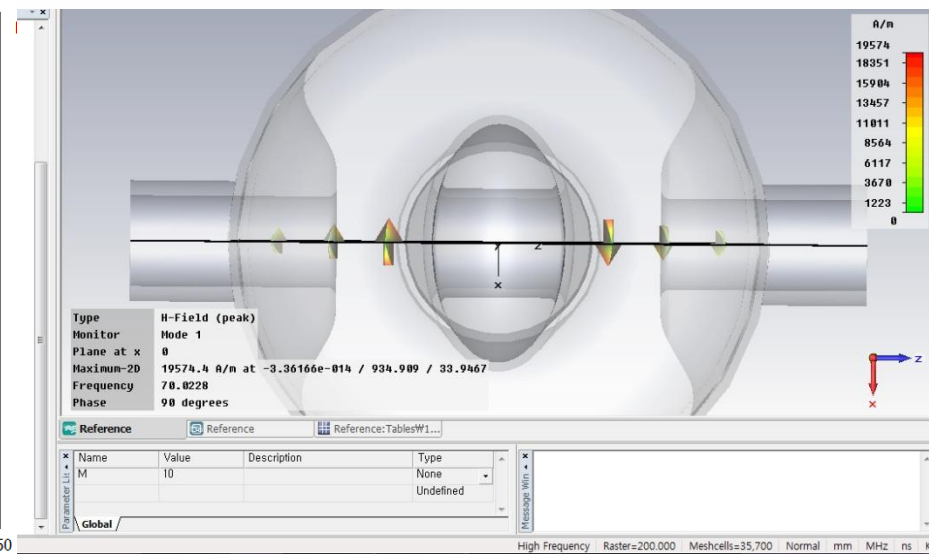 A/m
19574
18351
15904
13457
11011
8564
6117
3670
1223
0
y
z
x
Type H-Field (peak)
Monitor Mode 1
Plane at x 0
Maximum-2D 19574.4 A/m at -3.36166e-014 / 934.909 / 33.9467
Frequency 70.0228
Phase 90 degrees
z
x
Reference
Reference
Reference:Tables₩1...
Parameter Lis
Name Value Description Type
M 10 None
Undefined
Global
Message Win
50
High Frequency Raster=200.000 Meshcells=35,700 Normal mm MHz ns K